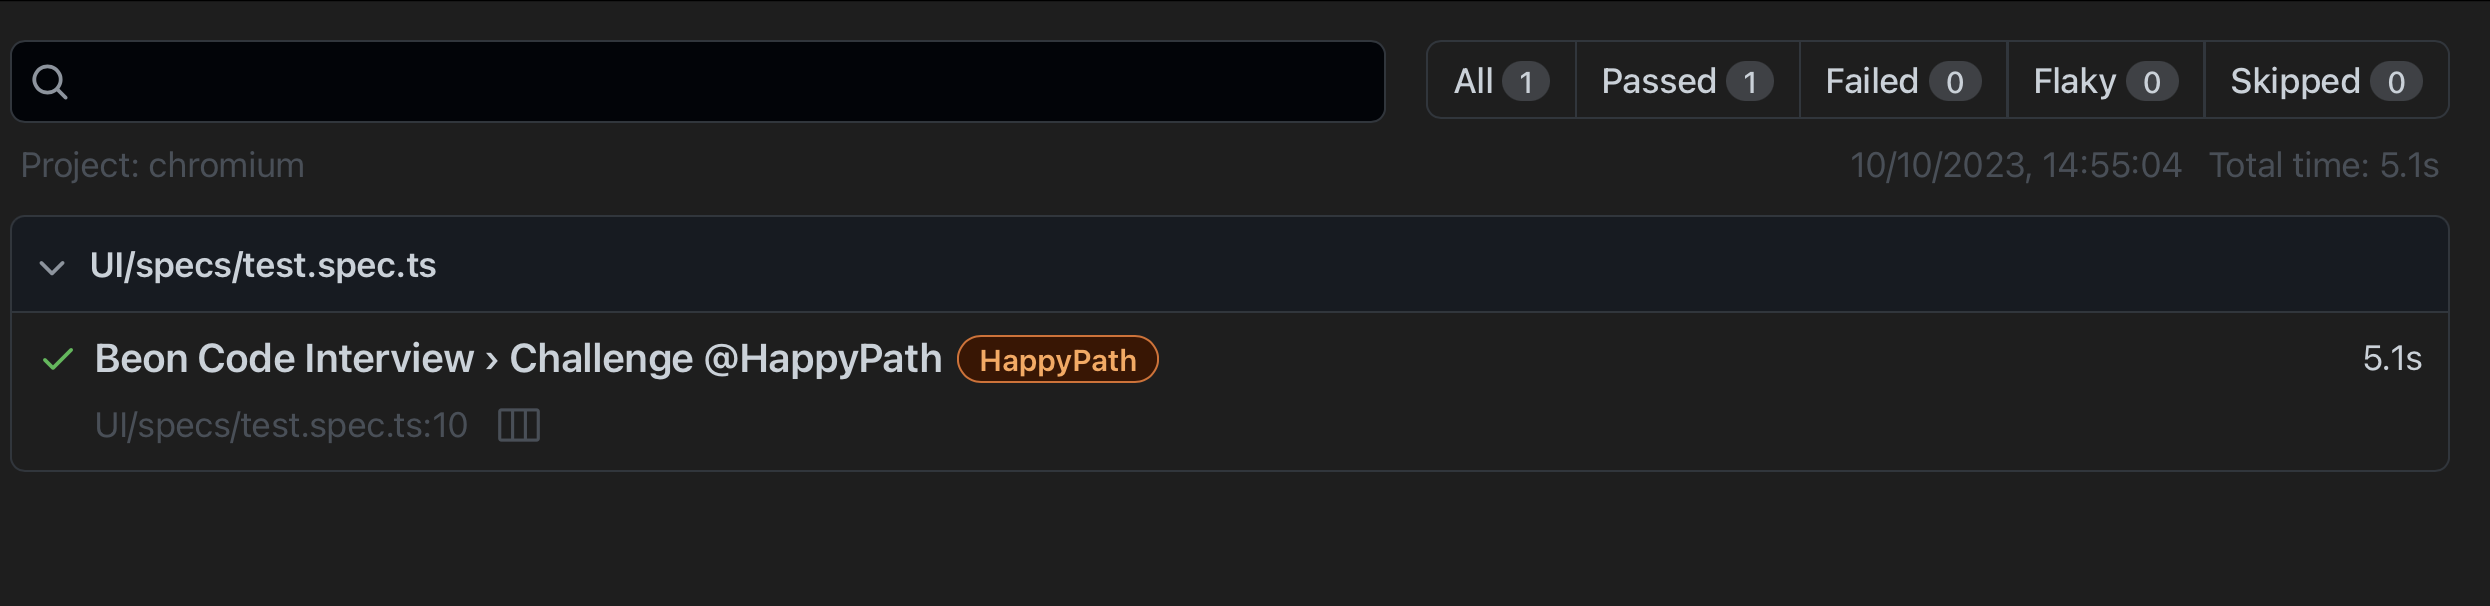 All 1 Passed 1 Failed 0 Flaky 0 Skipped 0
Project: chromium 10/10/2023, 14:55:04 Total time: 5.1s
UI/specs/test.spec.ts
Beon Code Interview › Challenge @HappyPath HappyPath 5.1s
UI/specs/test.spec.ts:10